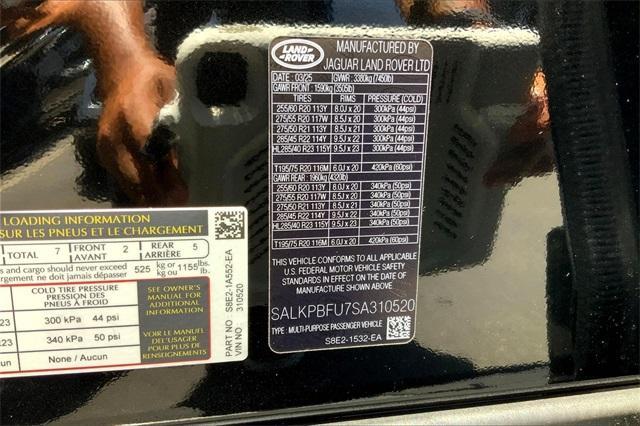 LAND-
ROVER
MANUFACTURED BY
JAGUAR LAND ROVER LTD
DATE : 03/25 GVWR : 3380kg (7450lb)
GAWR FRONT : 1590kg (3505lb)
TIRES RIMS PRESSURE (COLD)
255/60 R20 113Y 8.0J x 20 300kPa (44psi)
275/55 R20 117W 8.5J x 20 300kPa (44psi)
275/50 R21 113Y 8.5J x 21 300kPa (44psi)
285/45 R22 114Y 9.5J x 22 300kPa (44psi)
HL285/40 R23 115Y 9.5J x 23 300kPa (44psi)
T195/75 R20 116M 6.0J x 20 420kPa (60psi)
GAWR REAR : 1960kg (4320lb)
255/60 R20 113Y 8.0J x 20 340kPa (50psi)
275/55 R20 117W 8.5J x 20 340kPa (50psi)
275/50 R21 113Y 8.5J x 21 340kPa (50psi)
285/45 R22 114Y 9.5J x 22 340kPa (50psi)
HL285/40 R23 115Y 9.5J x 23 340kPa (50psi)
T195/75 R20 116M 6.0J x 20 420kPa (60psi)
THIS VEHICLE CONFORMS TO ALL APPLICABLE
U.S. FEDERAL MOTOR VEHICLE SAFETY
STANDARDS IN EFFECT ON THE DATE OF
MANUFACTURE SHOWN ABOVE.
SALKPBFU7SA310520
TYPE : MULTI-PURPOSE PASSENGER VEHICLE
S8E2-1532-EA
LOADING INFORMATION
SUR LES PNEUS ET LE CHARGEMENT
TOTAL 7 FRONT AVANT 2 REAR ARRIÈRE 5
s and cargo should never exceed 525 kg or 1155 lbs.
rgement ne doit jamais dépasser kg ou lb.
COLD TIRE PRESSURE
PRESSION DES
PNEUS À FROID
23 300 kPa 44 psi
R23 340 kPa 50 psi
cun None / Aucun
SEE OWNER'S
MANUAL FOR
ADDITIONAL
INFORMATION
VOIR LE MANUEL
DE L'USAGER
POUR PLUS DE
RENSEIGNEMENTS
PART NO S8E2-1A552-EA
VIN NO 310520